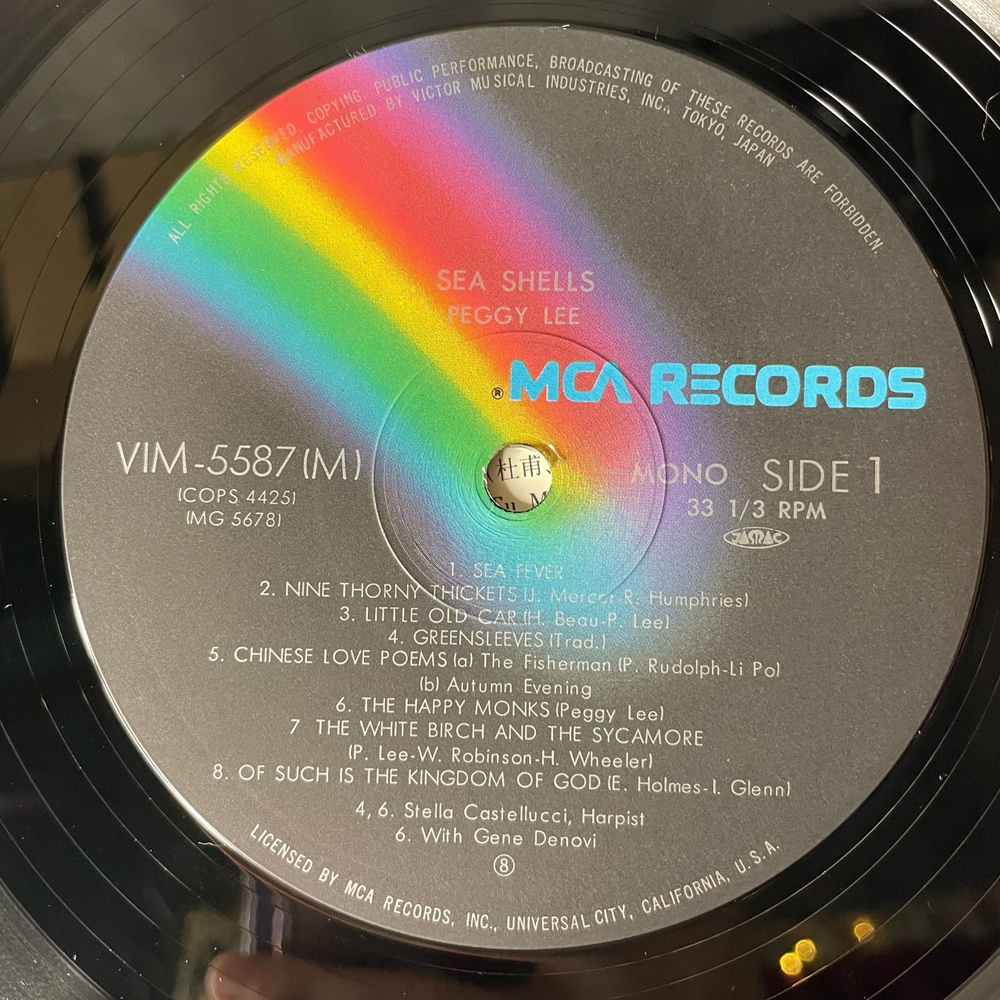 ALL RIGHTS RESERVED. COPYING, PUBLIC PERFORMANCE, BROADCASTING OF THESE RECORDS ARE FORBIDDEN.
MANUFACTURED BY VICTOR MUSICAL INDUSTRIES, INC., TOKYO, JAPAN
SEA SHELLS
PEGGY LEE
® MCA RECORDS
VIM-5587(M)
(COPS 4425)
(MG 5678)
杜甫
MONO SIDE 1
33 1/3 RPM
JASRAC
1. SEA FEVER
2. NINE THORNY THICKETS(J. Mercer-R. Humphries)
3. LITTLE OLD CAR(H. Beau-P. Lee)
4. GREENSLEEVES(Trad.)
5. CHINESE LOVE POEMS(a) The Fisherman(P. Rudolph-Li Po)
(b) Autumn Evening
6. THE HAPPY MONKS(Peggy Lee)
7 THE WHITE BIRCH AND THE SYCAMORE
(P. Lee-W. Robinson-H. Wheeler)
8. OF SUCH IS THE KINGDOM OF GOD(E. Holmes-I. Glenn)
4, 6. Stella Castellucci, Harpist
6. With Gene Denovi
⑧
LICENSED BY MCA RECORDS, INC., UNIVERSAL CITY, CALIFORNIA, U.S.A.